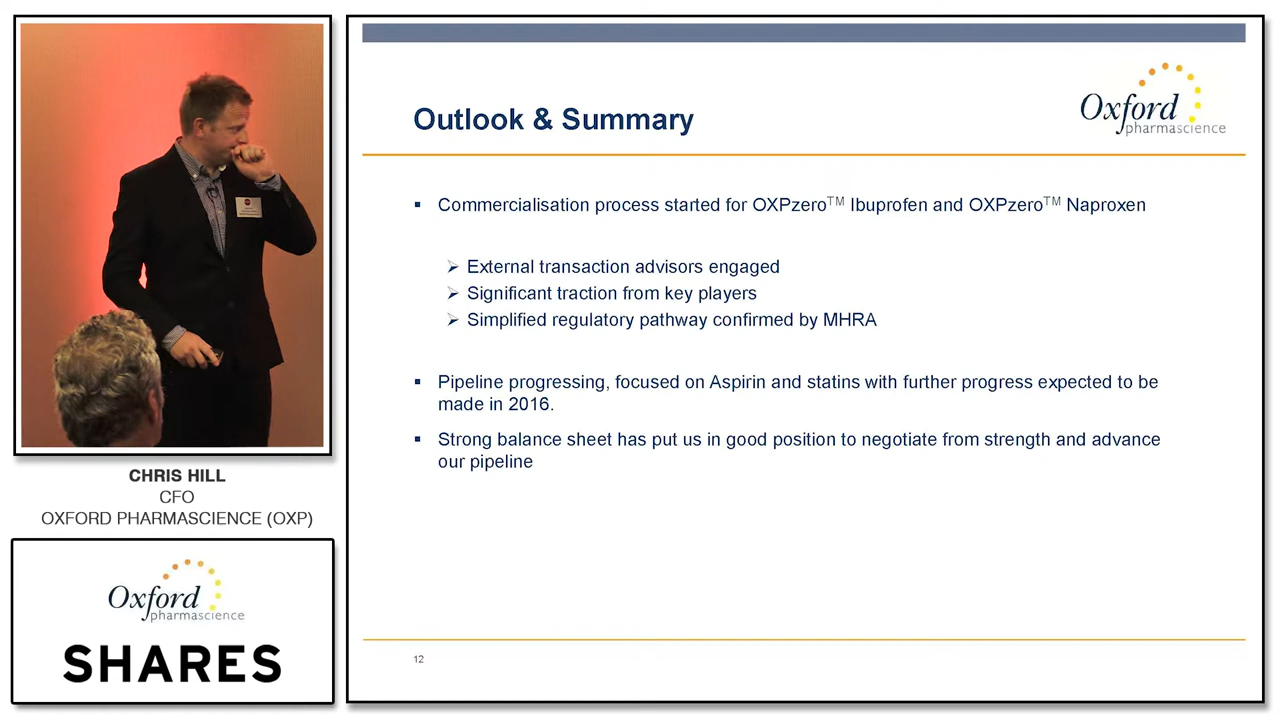 Outlook & Summary
Oxford
pharmascience
Commercialisation process started for OXPzero™ Ibuprofen and OXPzero™ Naproxen
External transaction advisors engaged
Significant traction from key players
Simplified regulatory pathway confirmed by MHRA
Pipeline progressing, focused on Aspirin and statins with further progress expected to be
made in 2016.
Strong balance sheet has put us in good position to negotiate from strength and advance
our pipeline
12
CHRIS HILL
CFO
OXFORD PHARMASCIENCE (OXP)
Oxford
pharmascience
SHARES